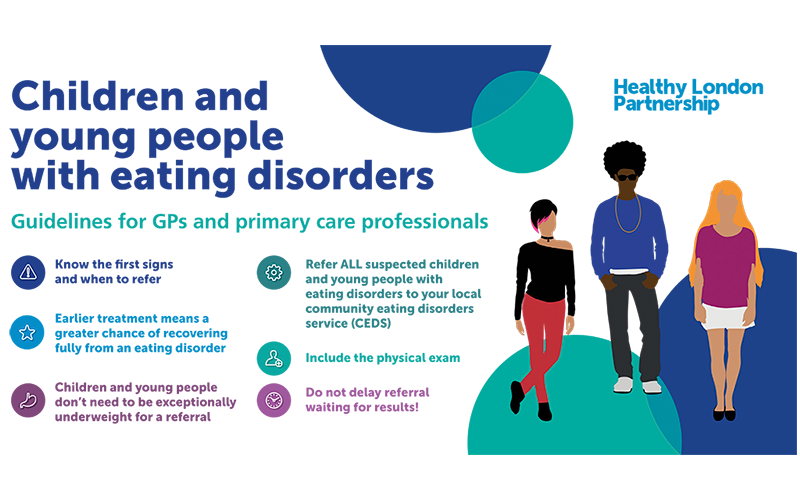 Children and
young people
with eating disorders
Healthy London
Partnership
Guidelines for GPs and primary care professionals
Know the first signs
and when to refer
Earlier treatment means a
greater chance of recovering
fully from an eating disorder
Children and young people
don't need to be exceptionally
underweight for a referral
Refer ALL suspected children
and young people with
eating disorders to your local
community eating disorders
service (CEDS)
Include the physical exam
Do not delay referral
waiting for results!